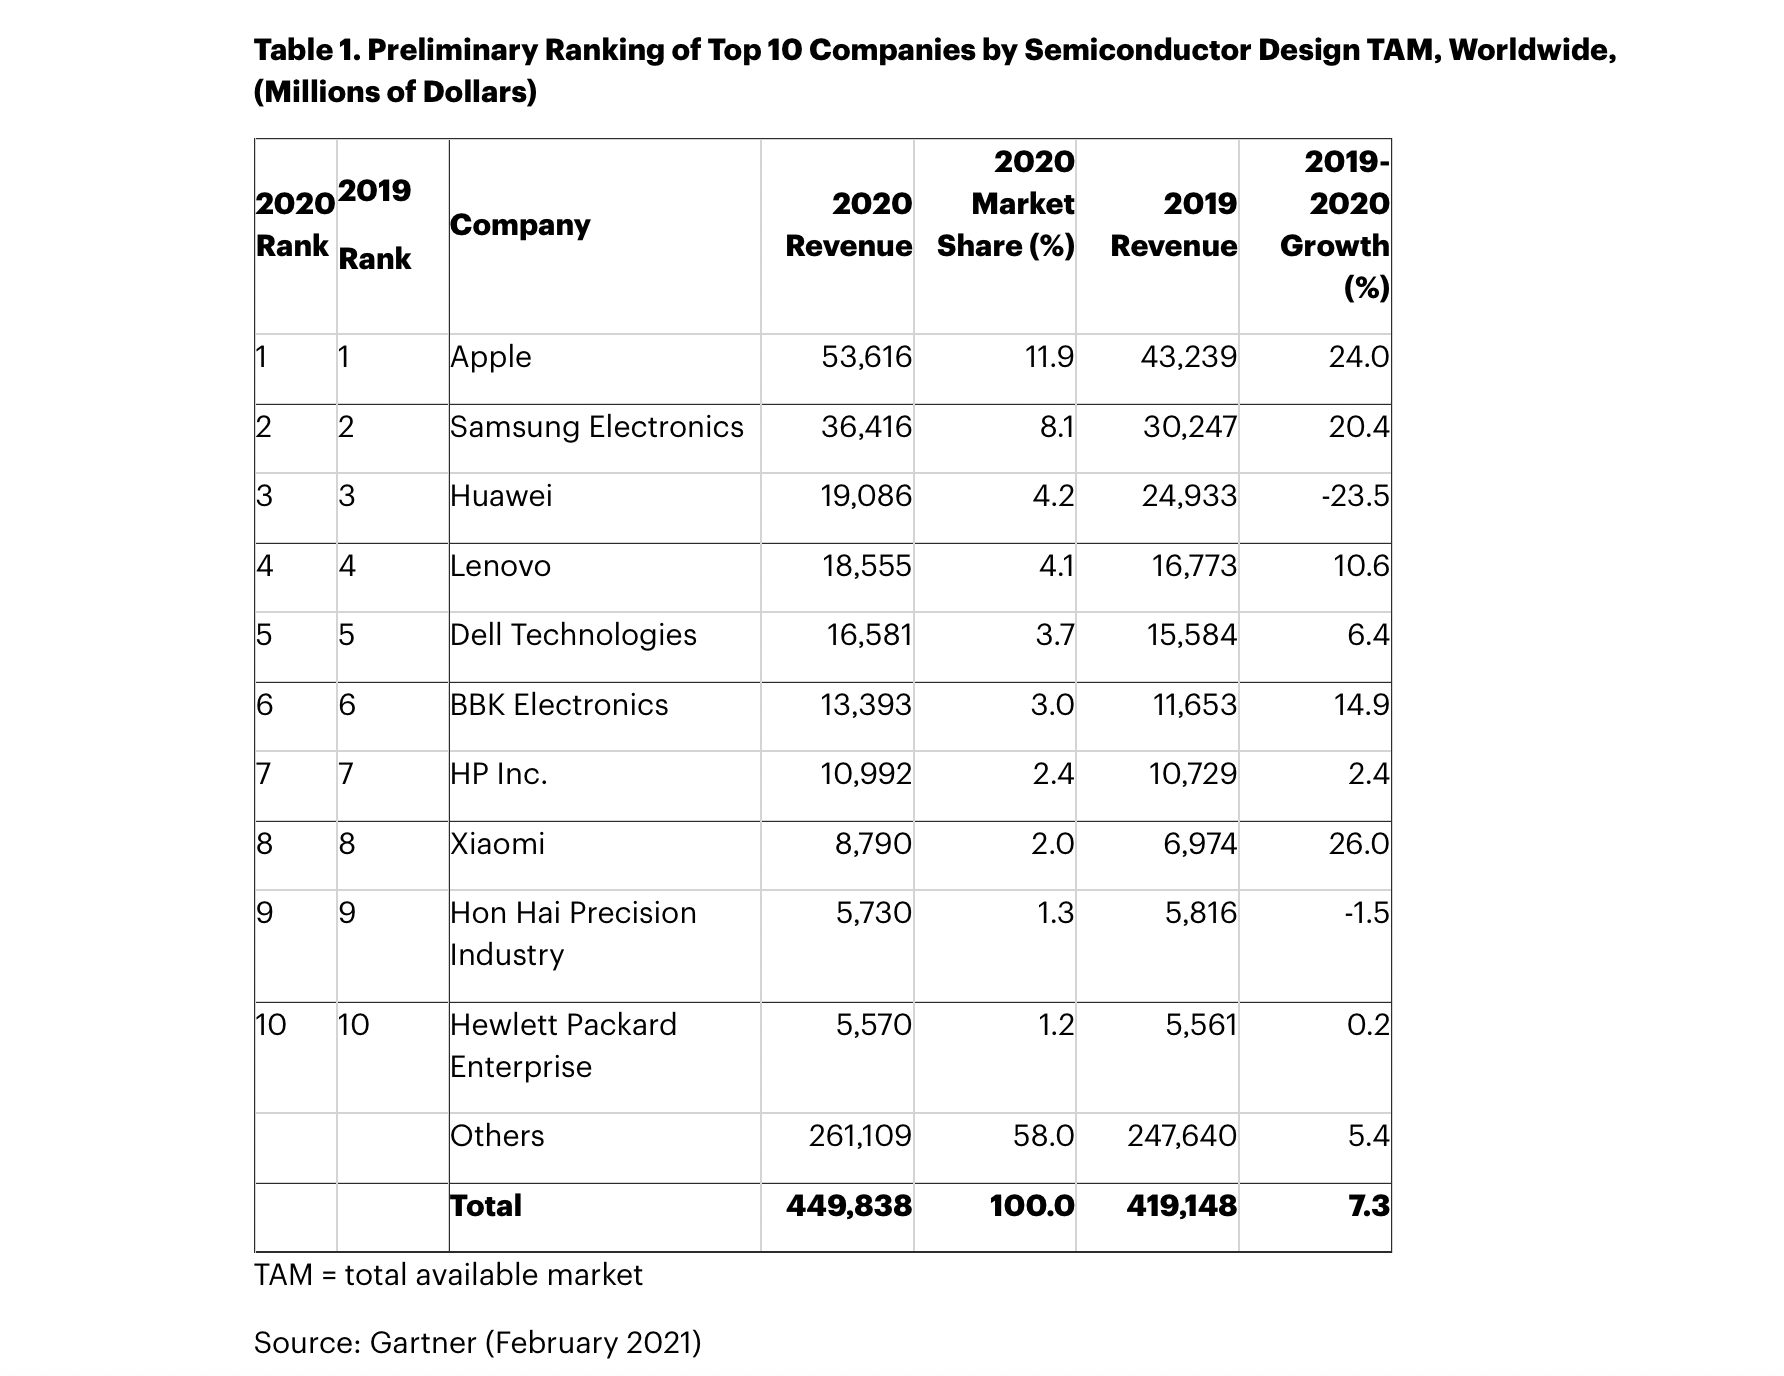 Table 1. Preliminary Ranking of Top 10 Companies by Semiconductor Design TAM, Worldwide,
(Millions of Dollars)
2020 Rank 2019 Rank Company 2020 Revenue 2020 Market Share (%) 2019 Revenue 2019-2020 Growth (%)
1 1 Apple 53,616 11.9 43,239 24.0
2 2 Samsung Electronics 36,416 8.1 30,247 20.4
3 3 Huawei 19,086 4.2 24,933 -23.5
4 4 Lenovo 18,555 4.1 16,773 10.6
5 5 Dell Technologies 16,581 3.7 15,584 6.4
6 6 BBK Electronics 13,393 3.0 11,653 14.9
7 7 HP Inc. 10,992 2.4 10,729 2.4
8 8 Xiaomi 8,790 2.0 6,974 26.0
9 9 Hon Hai Precision Industry 5,730 1.3 5,816 -1.5
10 10 Hewlett Packard Enterprise 5,570 1.2 5,561 0.2
Others 261,109 58.0 247,640 5.4
Total 449,838 100.0 419,148 7.3
TAM = total available market
Source: Gartner (February 2021)